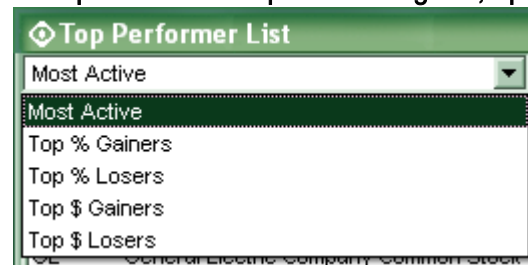 Top Performer List
Most Active
Most Active
Top % Gainers
Top % Losers
Top $ Gainers
Top $ Losers
General Electric Company Common Stock